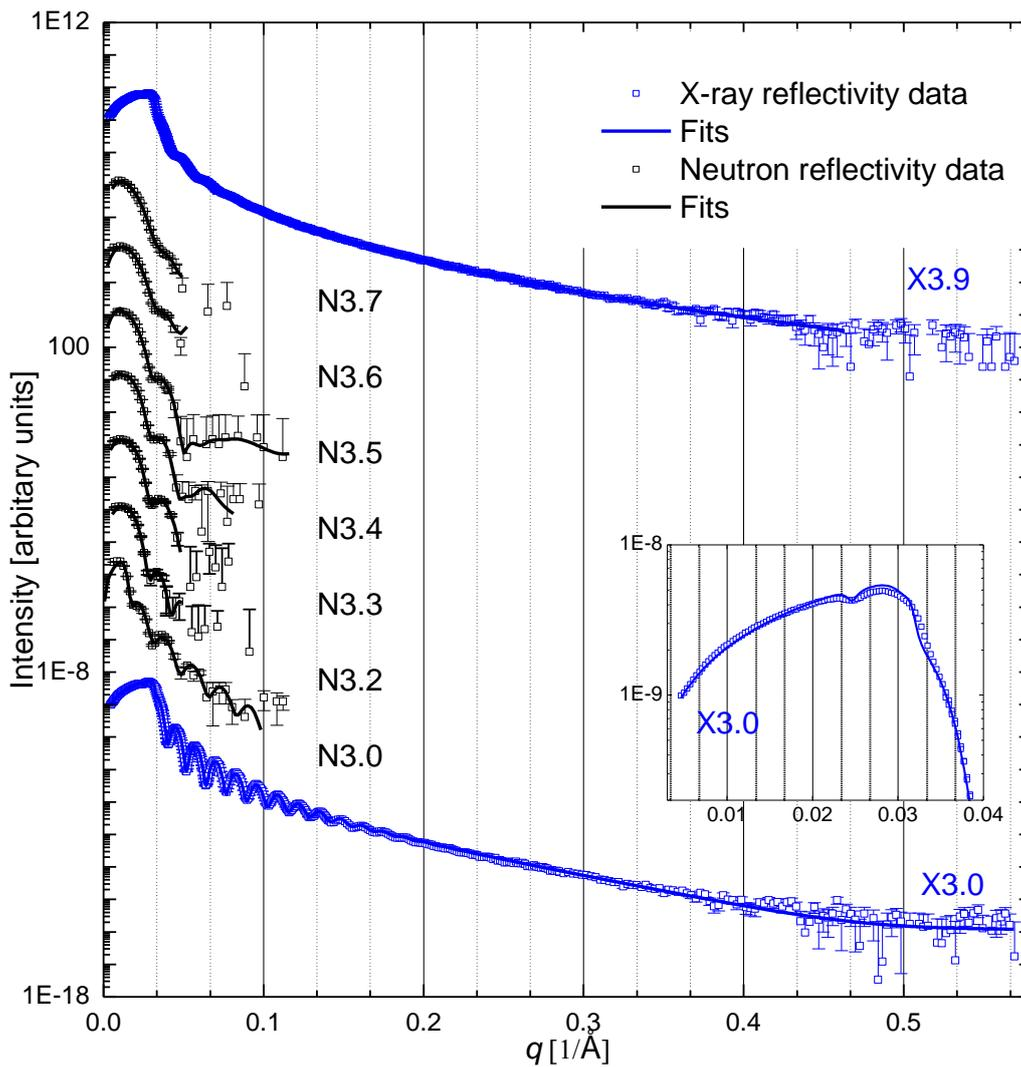 1E12
X-ray reflectivity data
Fits
Neutron reflectivity data
Fits
X3.9
N3.7
100
N3.6
N3.5
N3.4
N3.3
N3.2
N3.0
1E-8
Intensity [arbitary units]
1E-8
1E-9
X3.0
0.01 0.02 0.03 0.04
X3.0
1E-18
0.0 0.1 0.2 0.3 0.4 0.5
q [1/Å]